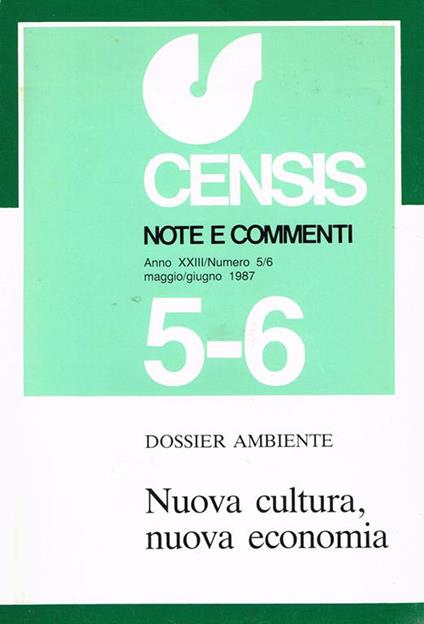 CENSIS
NOTE E COMMENTI
Anno XXIII/Numero 5/6
maggio/giugno 1987
5-6
DOSSIER AMBIENTE
Nuova cultura,
nuova economia